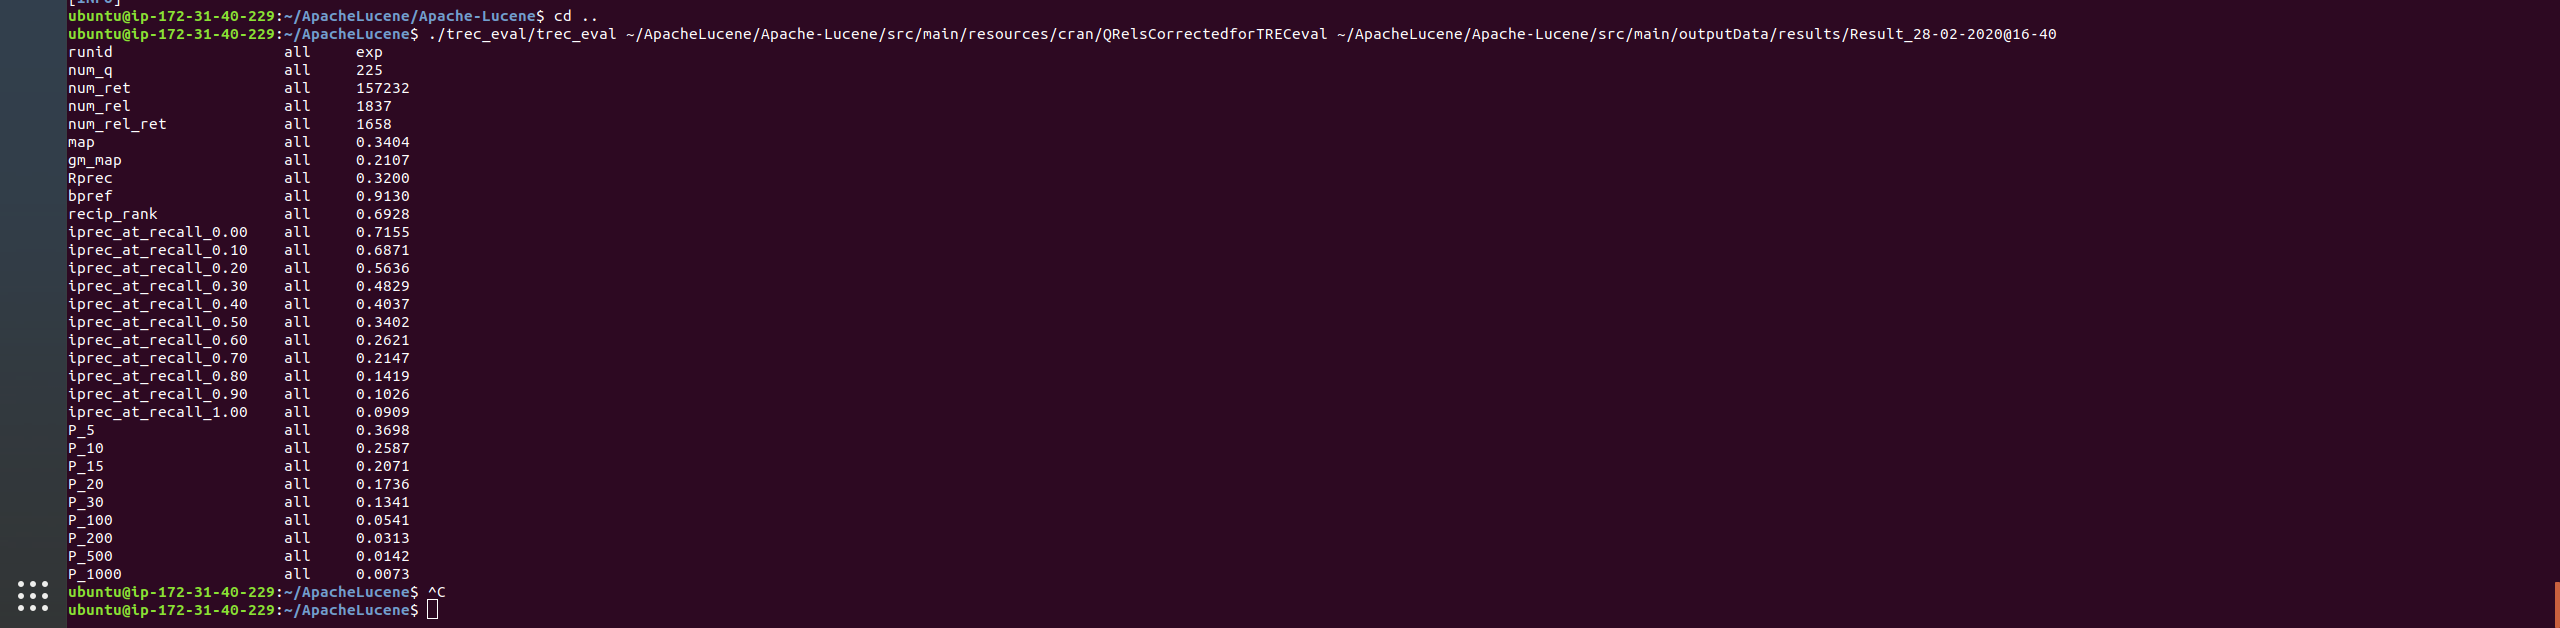 [INFO]
ubuntu@ip-172-31-40-229:~/ApacheLucene/Apache-Lucene$ cd ..
ubuntu@ip-172-31-40-229:~/ApacheLucene$ ./trec_eval/trec_eval ~/ApacheLucene/Apache-Lucene/src/main/resources/cran/QRelsCorrectedforTRECeval ~/ApacheLucene/Apache-Lucene/src/main/outputData/results/Result_28-02-2020@16-40
runid                   all     exp
num_q                   all     225
num_ret                 all     157232
num_rel                 all     1837
num_rel_ret             all     1658
map                     all     0.3404
gm_map                  all     0.2107
Rprec                   all     0.3200
bpref                   all     0.9130
recip_rank              all     0.6928
iprec_at_recall_0.00    all     0.7155
iprec_at_recall_0.10    all     0.6871
iprec_at_recall_0.20    all     0.5636
iprec_at_recall_0.30    all     0.4829
iprec_at_recall_0.40    all     0.4037
iprec_at_recall_0.50    all     0.3402
iprec_at_recall_0.60    all     0.2621
iprec_at_recall_0.70    all     0.2147
iprec_at_recall_0.80    all     0.1419
iprec_at_recall_0.90    all     0.1026
iprec_at_recall_1.00    all     0.0909
P_5                     all     0.3698
P_10                    all     0.2587
P_15                    all     0.2071
P_20                    all     0.1736
P_30                    all     0.1341
P_100                   all     0.0541
P_200                   all     0.0313
P_500                   all     0.0142
P_1000                  all     0.0073
ubuntu@ip-172-31-40-229:~/ApacheLucene$ ^C
ubuntu@ip-172-31-40-229:~/ApacheLucene$